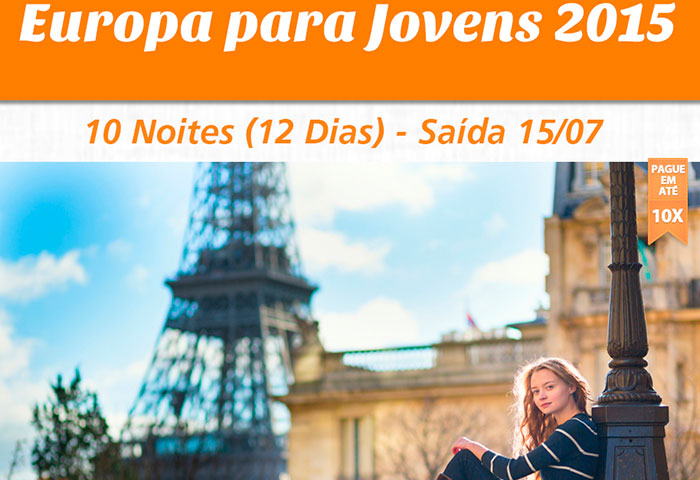 Europa para Jovens 2015
10 Noites (12 Dias) - Saída 15/07
PAGUE
EM
ATÉ
10X